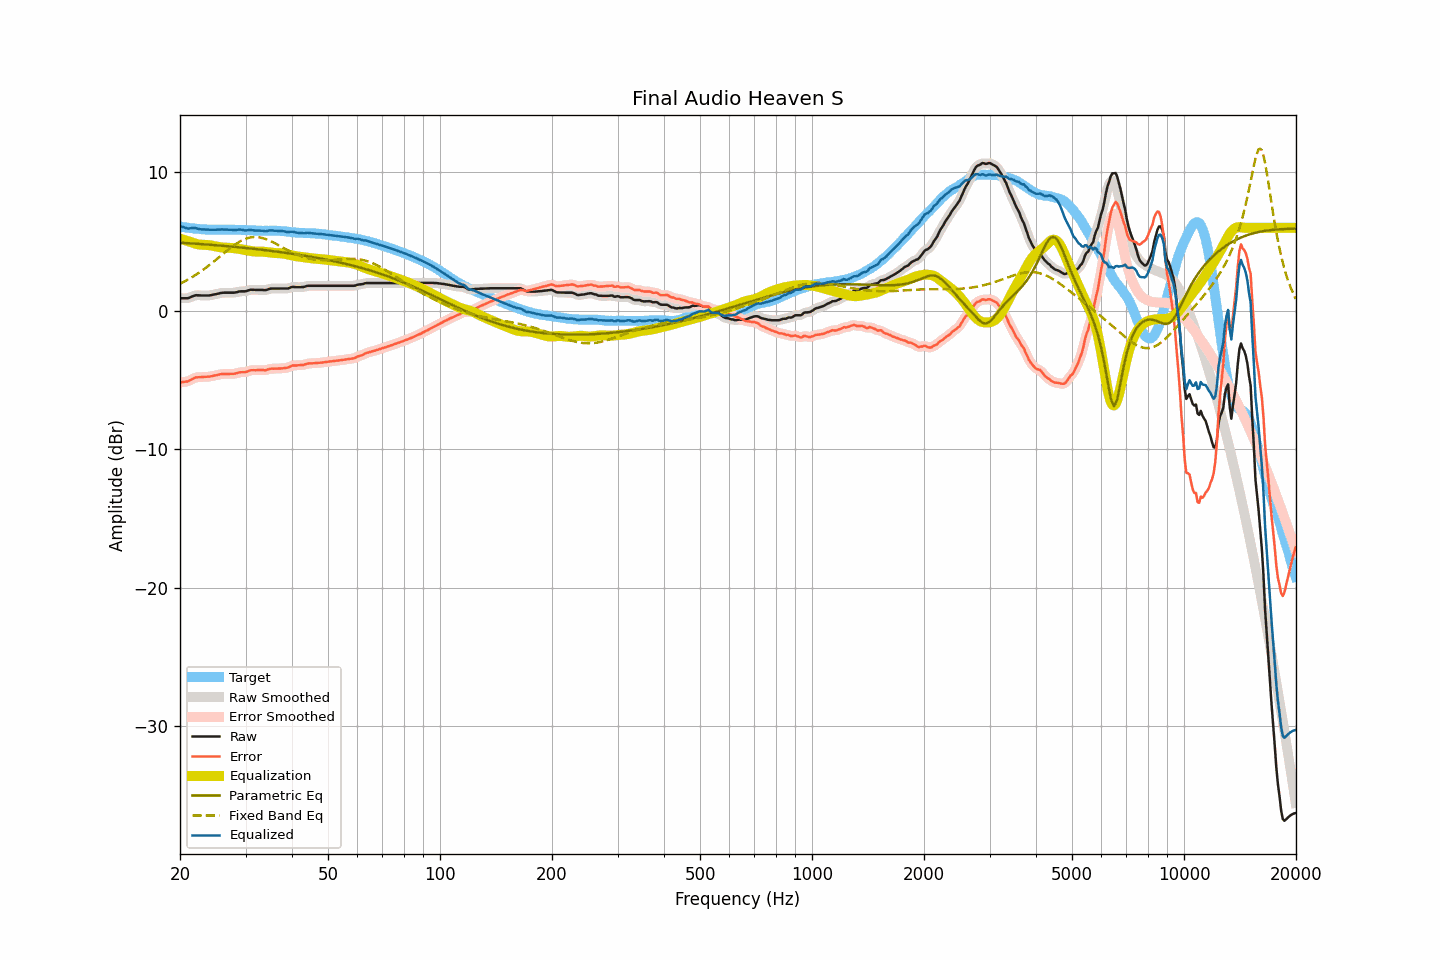 Final Audio Heaven S
Amplitude (dBr)
10
0
−10
−20
−30
Target
Raw Smoothed
Error Smoothed
Raw
Error
Equalization
Parametric Eq
Fixed Band Eq
Equalized
20 50 100 200 500 1000 2000 5000 10000 20000
Frequency (Hz)